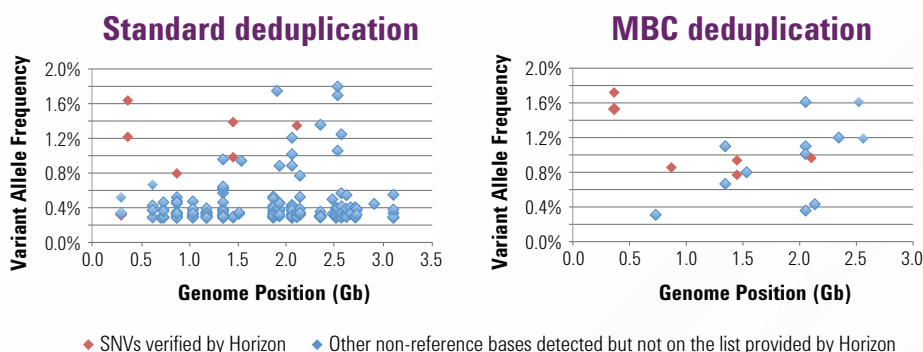 Standard deduplication
MBC deduplication
Variant Allele Frequency
2.0%
1.6%
1.2%
0.8%
0.4%
0.0%
0.0 0.5 1.0 1.5 2.0 2.5 3.0 3.5
Genome Position (Gb)
Variant Allele Frequency
2.0%
1.6%
1.2%
0.8%
0.4%
0.0%
0.0 0.5 1.0 1.5 2.0 2.5 3.0
Genome Position (Gb)
SNVs verified by Horizon
Other non-reference bases detected but not on the list provided by Horizon